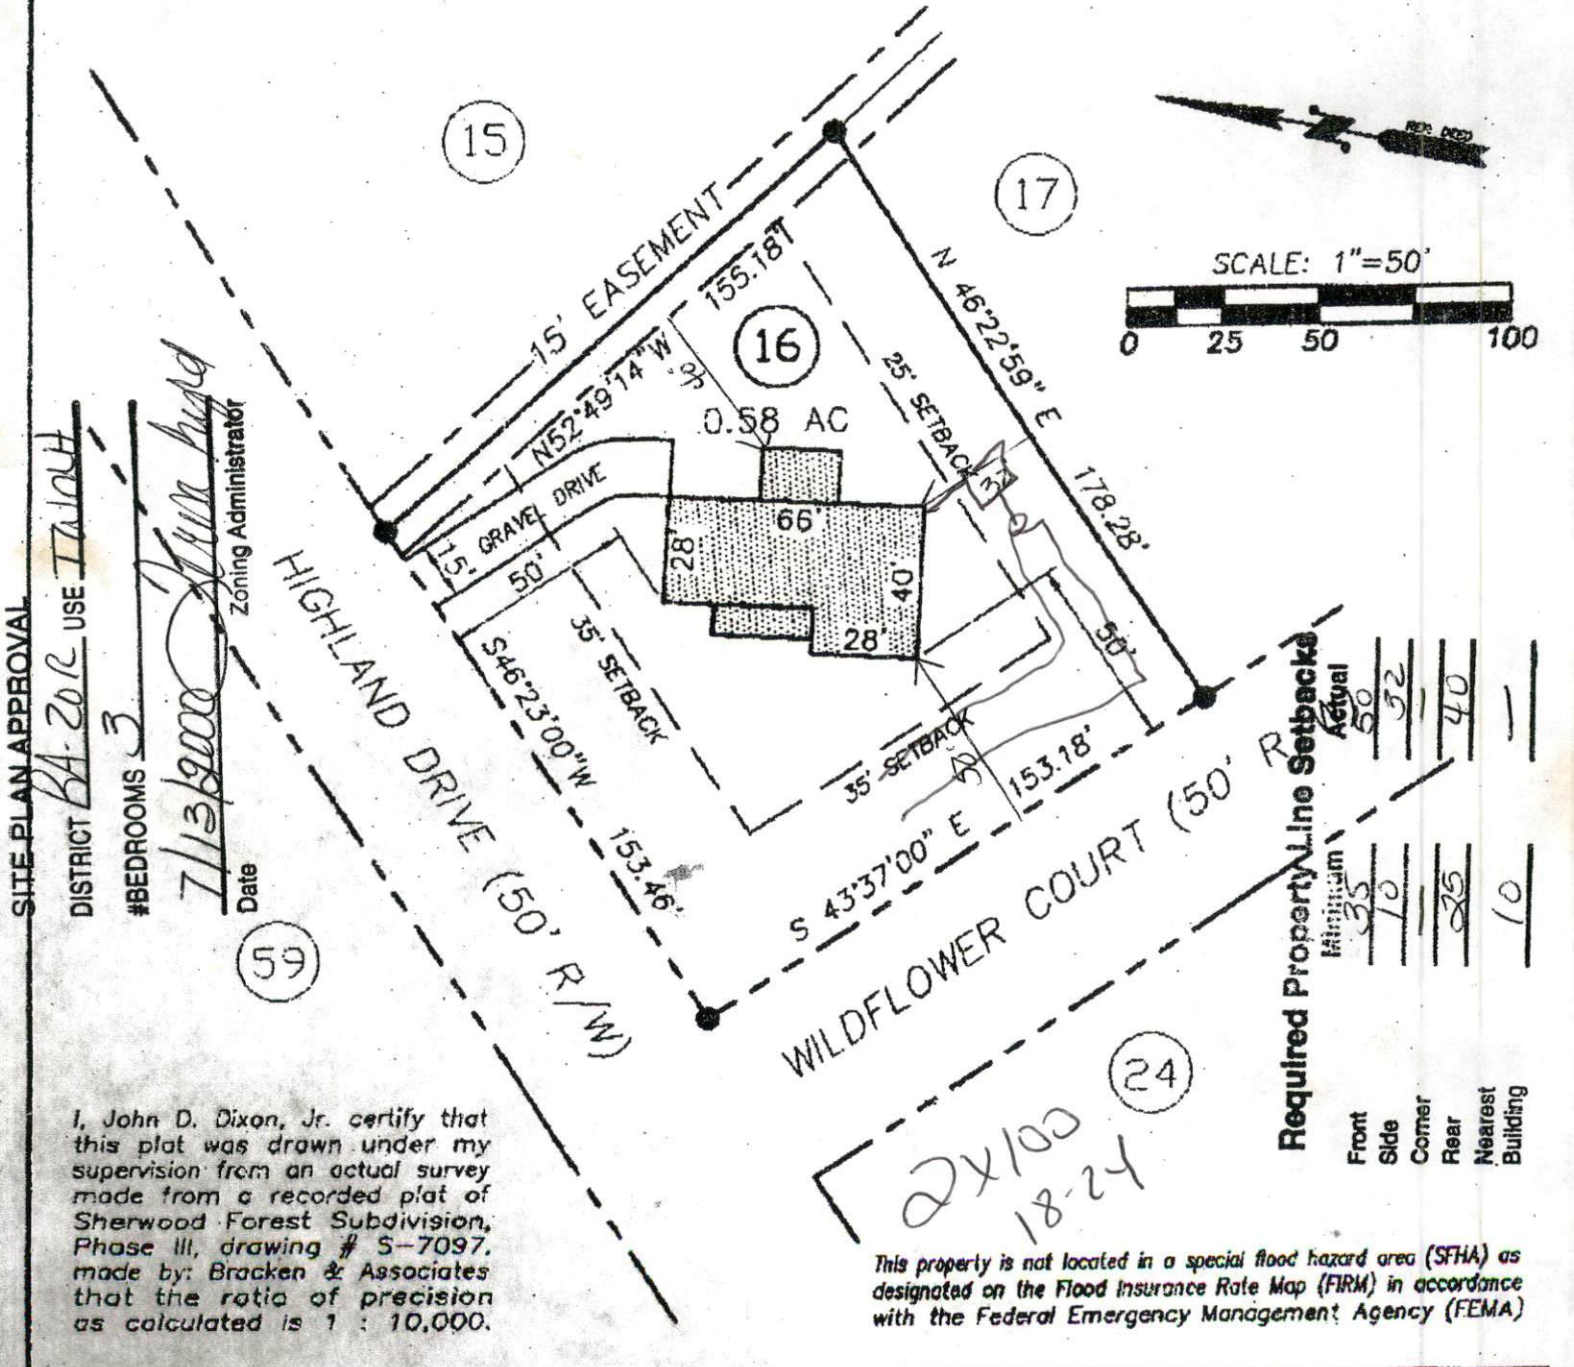 SITE PLAN APPROVAL
DISTRICT RA-20R USE
#BEDROOMS 3
7/13/2000
Date
Zoning Administrator
15
17
16
59
24
N
SCALE: 1"=50'
0 25 50 100
15' EASEMENT
N52°49'14"W
155.18'
N 46°22'59" E
178.28'
40'
0.58 AC
25' SETBACK
32'
GRAVEL DRIVE
15'
50'
66'
28'
40'
28'
35' SETBACK
35' SETBACK
50'
50'
S46°23'00"W
153.46'
S 43°37'00" E
153.18'
HIGHLAND DRIVE (50' R/W)
WILDFLOWER COURT (50' R
2x100
18-24
Required Property Line Setbacks
Minimum Actual
Front 35 50
Side 10 32
Corner — —
Rear 25 40
Nearest
Building 10 —
I, John D. Dixon, Jr. certify that
this plat was drawn under my
supervision from an actual survey
made from a recorded plat of
Sherwood Forest Subdivision,
Phase III, drawing # S-7097.
made by: Bracken & Associates
that the ratio of precision
as calculated is 1 : 10,000.
This property is not located in a special flood hazard area (SFHA) as
designated on the Flood Insurance Rate Map (FIRM) in accordance
with the Federal Emergency Management Agency (FEMA)